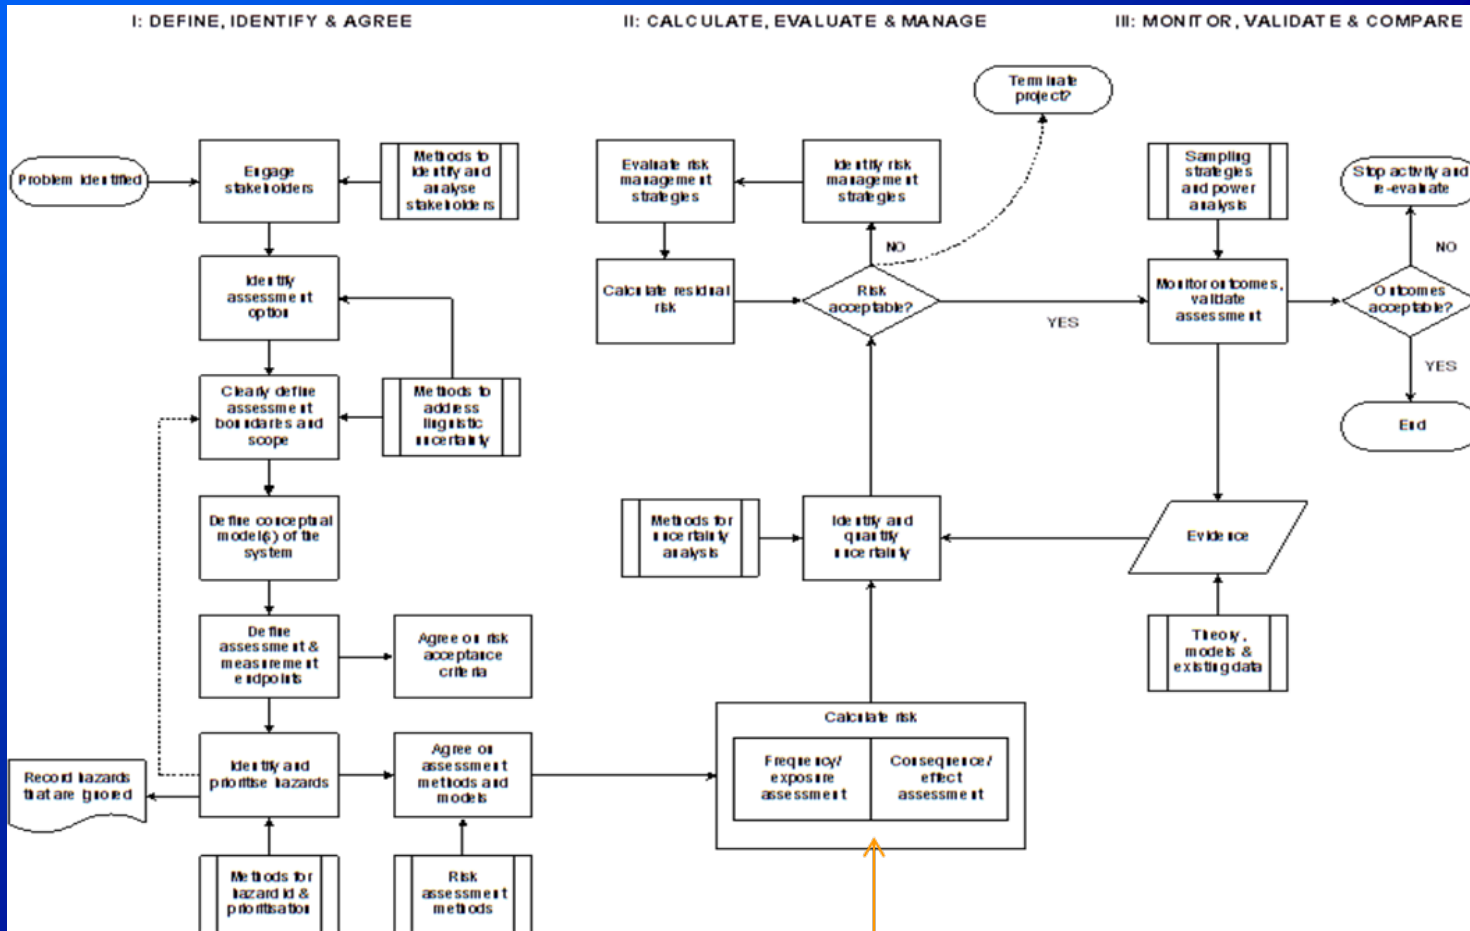 I: DEFINE, IDENTIFY & AGREE
II: CALCULATE, EVALUATE & MANAGE
III: MONITOR, VALIDATE & COMPARE
Terminate
project?
Problem identified
Engage
stakeholders
Methods to
identify and
analyse
stakeholders
Evaluate risk
management
strategies
Identify risk
management
strategies
Sampling
strategies
and power
analysis
Stop activity and
re-evaluate
NO
NO
Identify
assessment
option
Calculate residual
risk
Risk
acceptable?
YES
Monitor outcomes,
validate
assessment
Outcomes
acceptable?
YES
Clearly define
assessment
boundaries and
scope
Methods to
address
linguistic
uncertainty
End
Define conceptual
model(s) of the
system
Methods for
uncertainty
analysis
Identify and
quantify
uncertainty
Evidence
Define
assessment &
measurement
endpoints
Agree on risk
acceptance
criteria
Theory,
models &
existing data
Calculate risk
Record hazards
that are ignored
Identify and
prioritise hazards
Agree on
assessment
methods and
models
Frequency/
exposure
assessment
Consequence/
effect
assessment
Methods for
hazard id &
prioritisation
Risk
assessment
methods